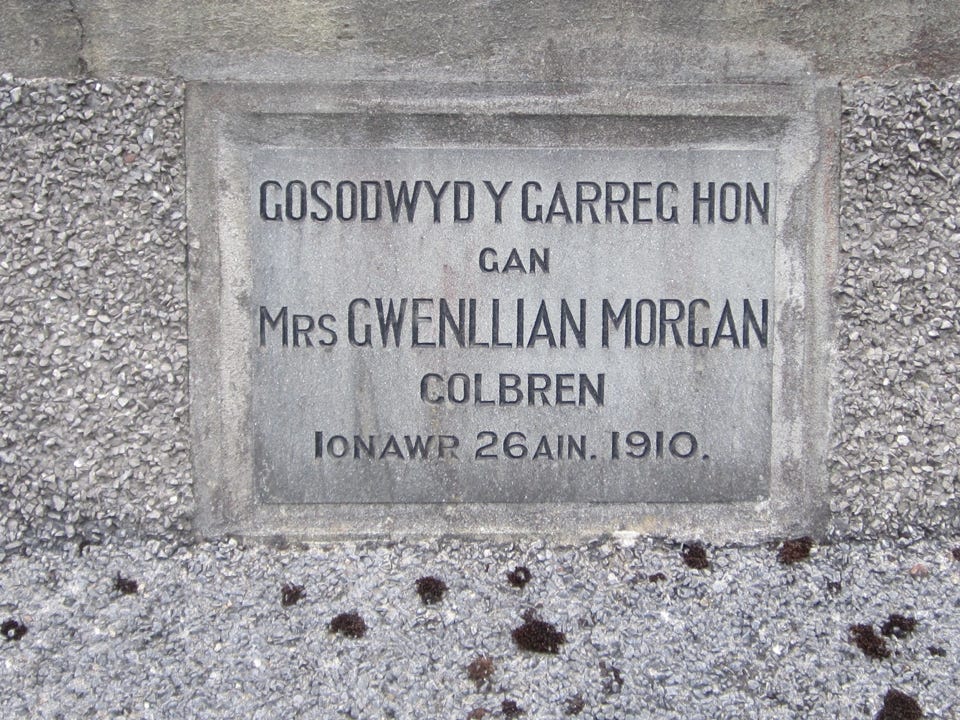 GOSODWYD Y GARREG HON
GAN
MRS GWENLLIAN MORGAN
COLBREN
IONAWR 26AIN. 1910.